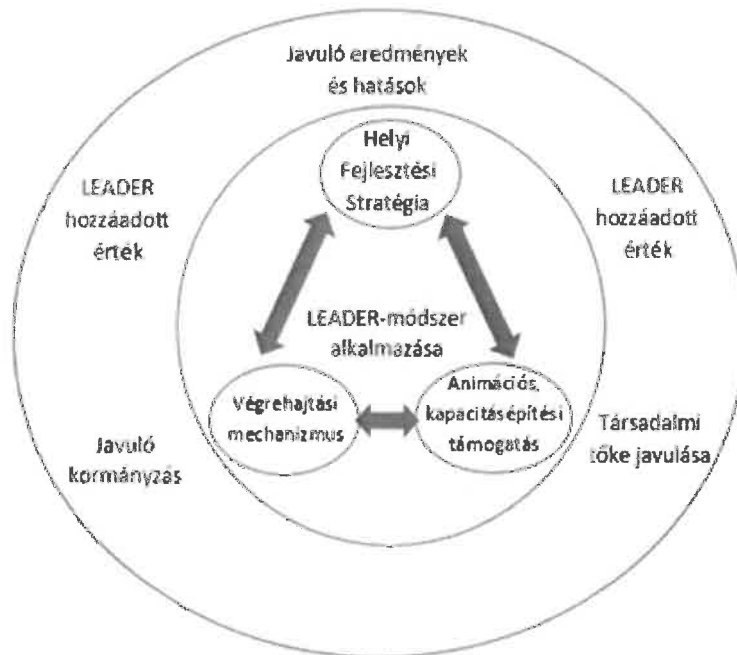 Javuló eredmények
és hatások
Helyi
Fejlesztési
Stratégia
LEADER
hozzáadott
érték
LEADER
hozzáadott
érték
LEADER-módszer
alkalmazása
Végrehajtási
mechanizmus
Animációs,
kapacitásépítési
támogatás
Javuló
kormányzás
Társadalmi
tőke javulása